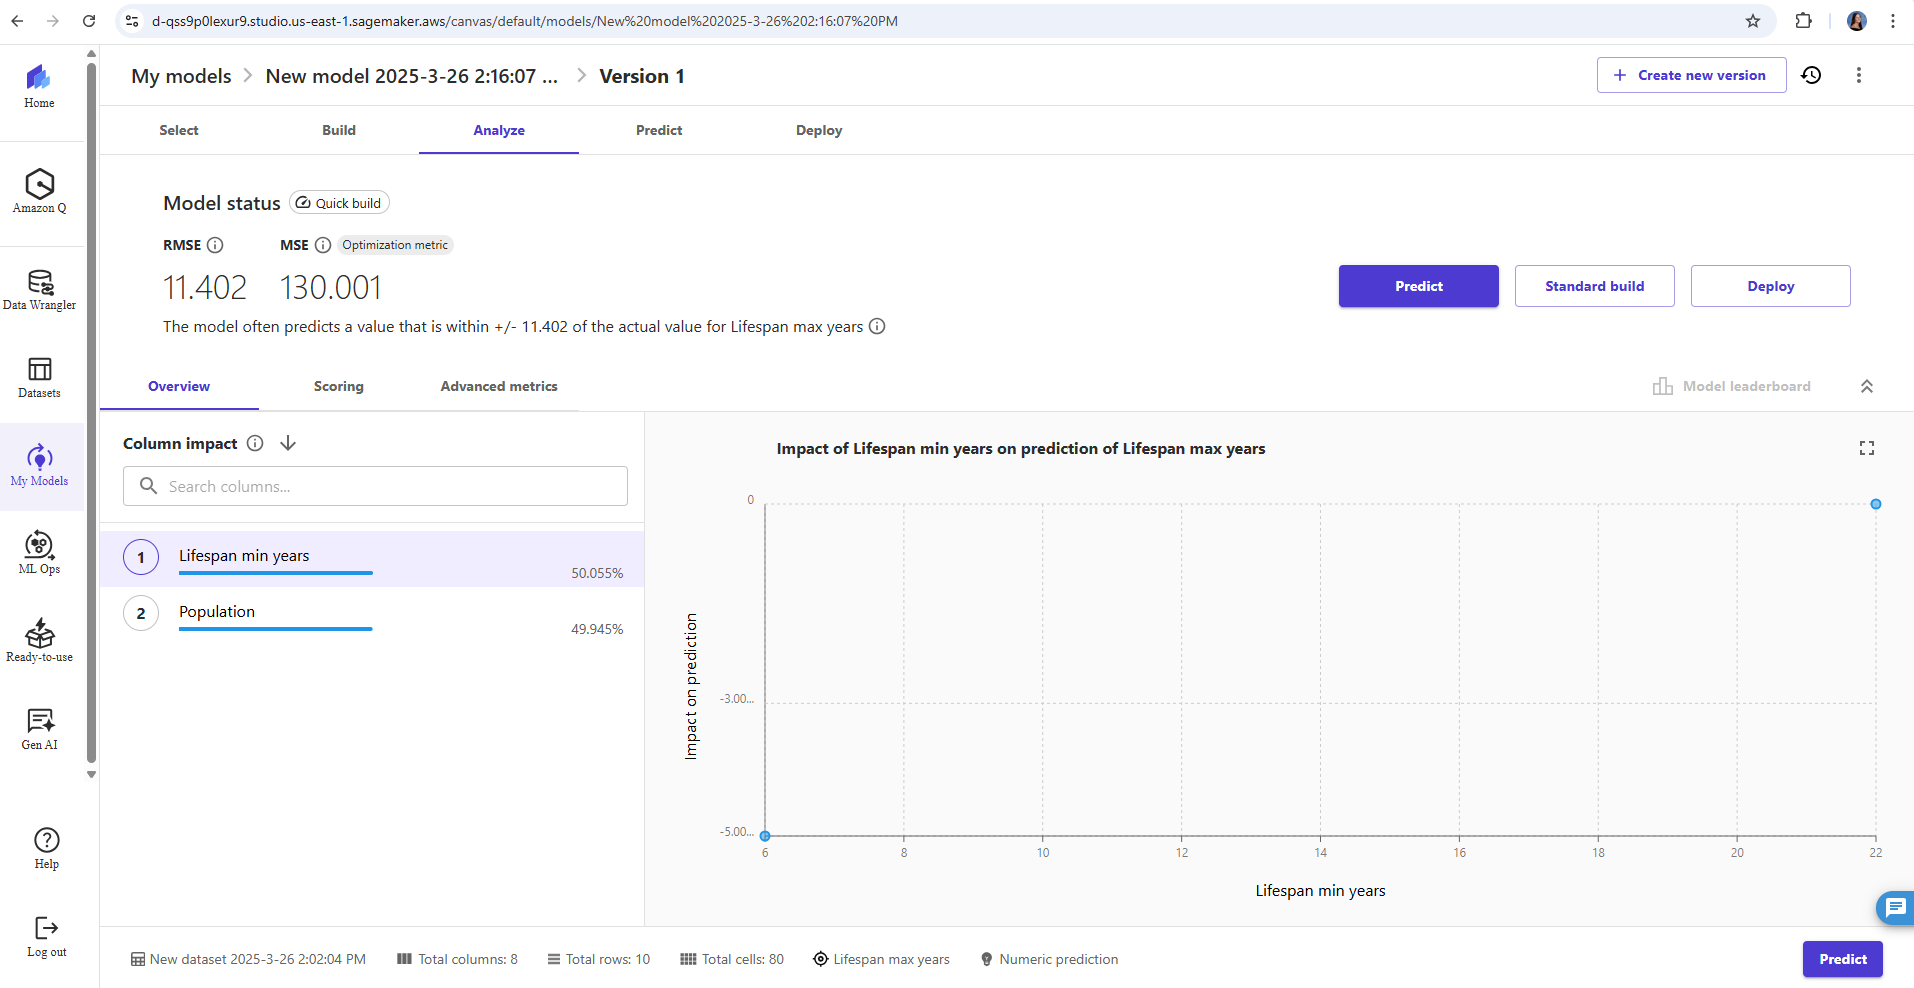 d-qss9p0lexur9.studio.us-east-1.sagemaker.aws/canvas/default/models/New%20model%202025-3-26%202:16:07%20PM
Home
Amazon Q
Data Wrangler
Datasets
My Models
ML Ops
Ready-to-use
Gen AI
Help
Log out
My models > New model 2025-3-26 2:16:07 ... > Version 1
+ Create new version
Select Build Analyze Predict Deploy
Model status Quick build
RMSE MSE Optimization metric
11.402 130.001
Predict Standard build Deploy
The model often predicts a value that is within +/- 11.402 of the actual value for Lifespan max years
Overview Scoring Advanced metrics Model leaderboard
Column impact
Search columns...
1 Lifespan min years
50.055%
2 Population
49.945%
Impact of Lifespan min years on prediction of Lifespan max years
0
-3.00...
-5.00...
Impact on prediction
6 8 10 12 14 16 18 20 22
Lifespan min years
New dataset 2025-3-26 2:02:04 PM Total columns: 8 Total rows: 10 Total cells: 80 Lifespan max years Numeric prediction
Predict